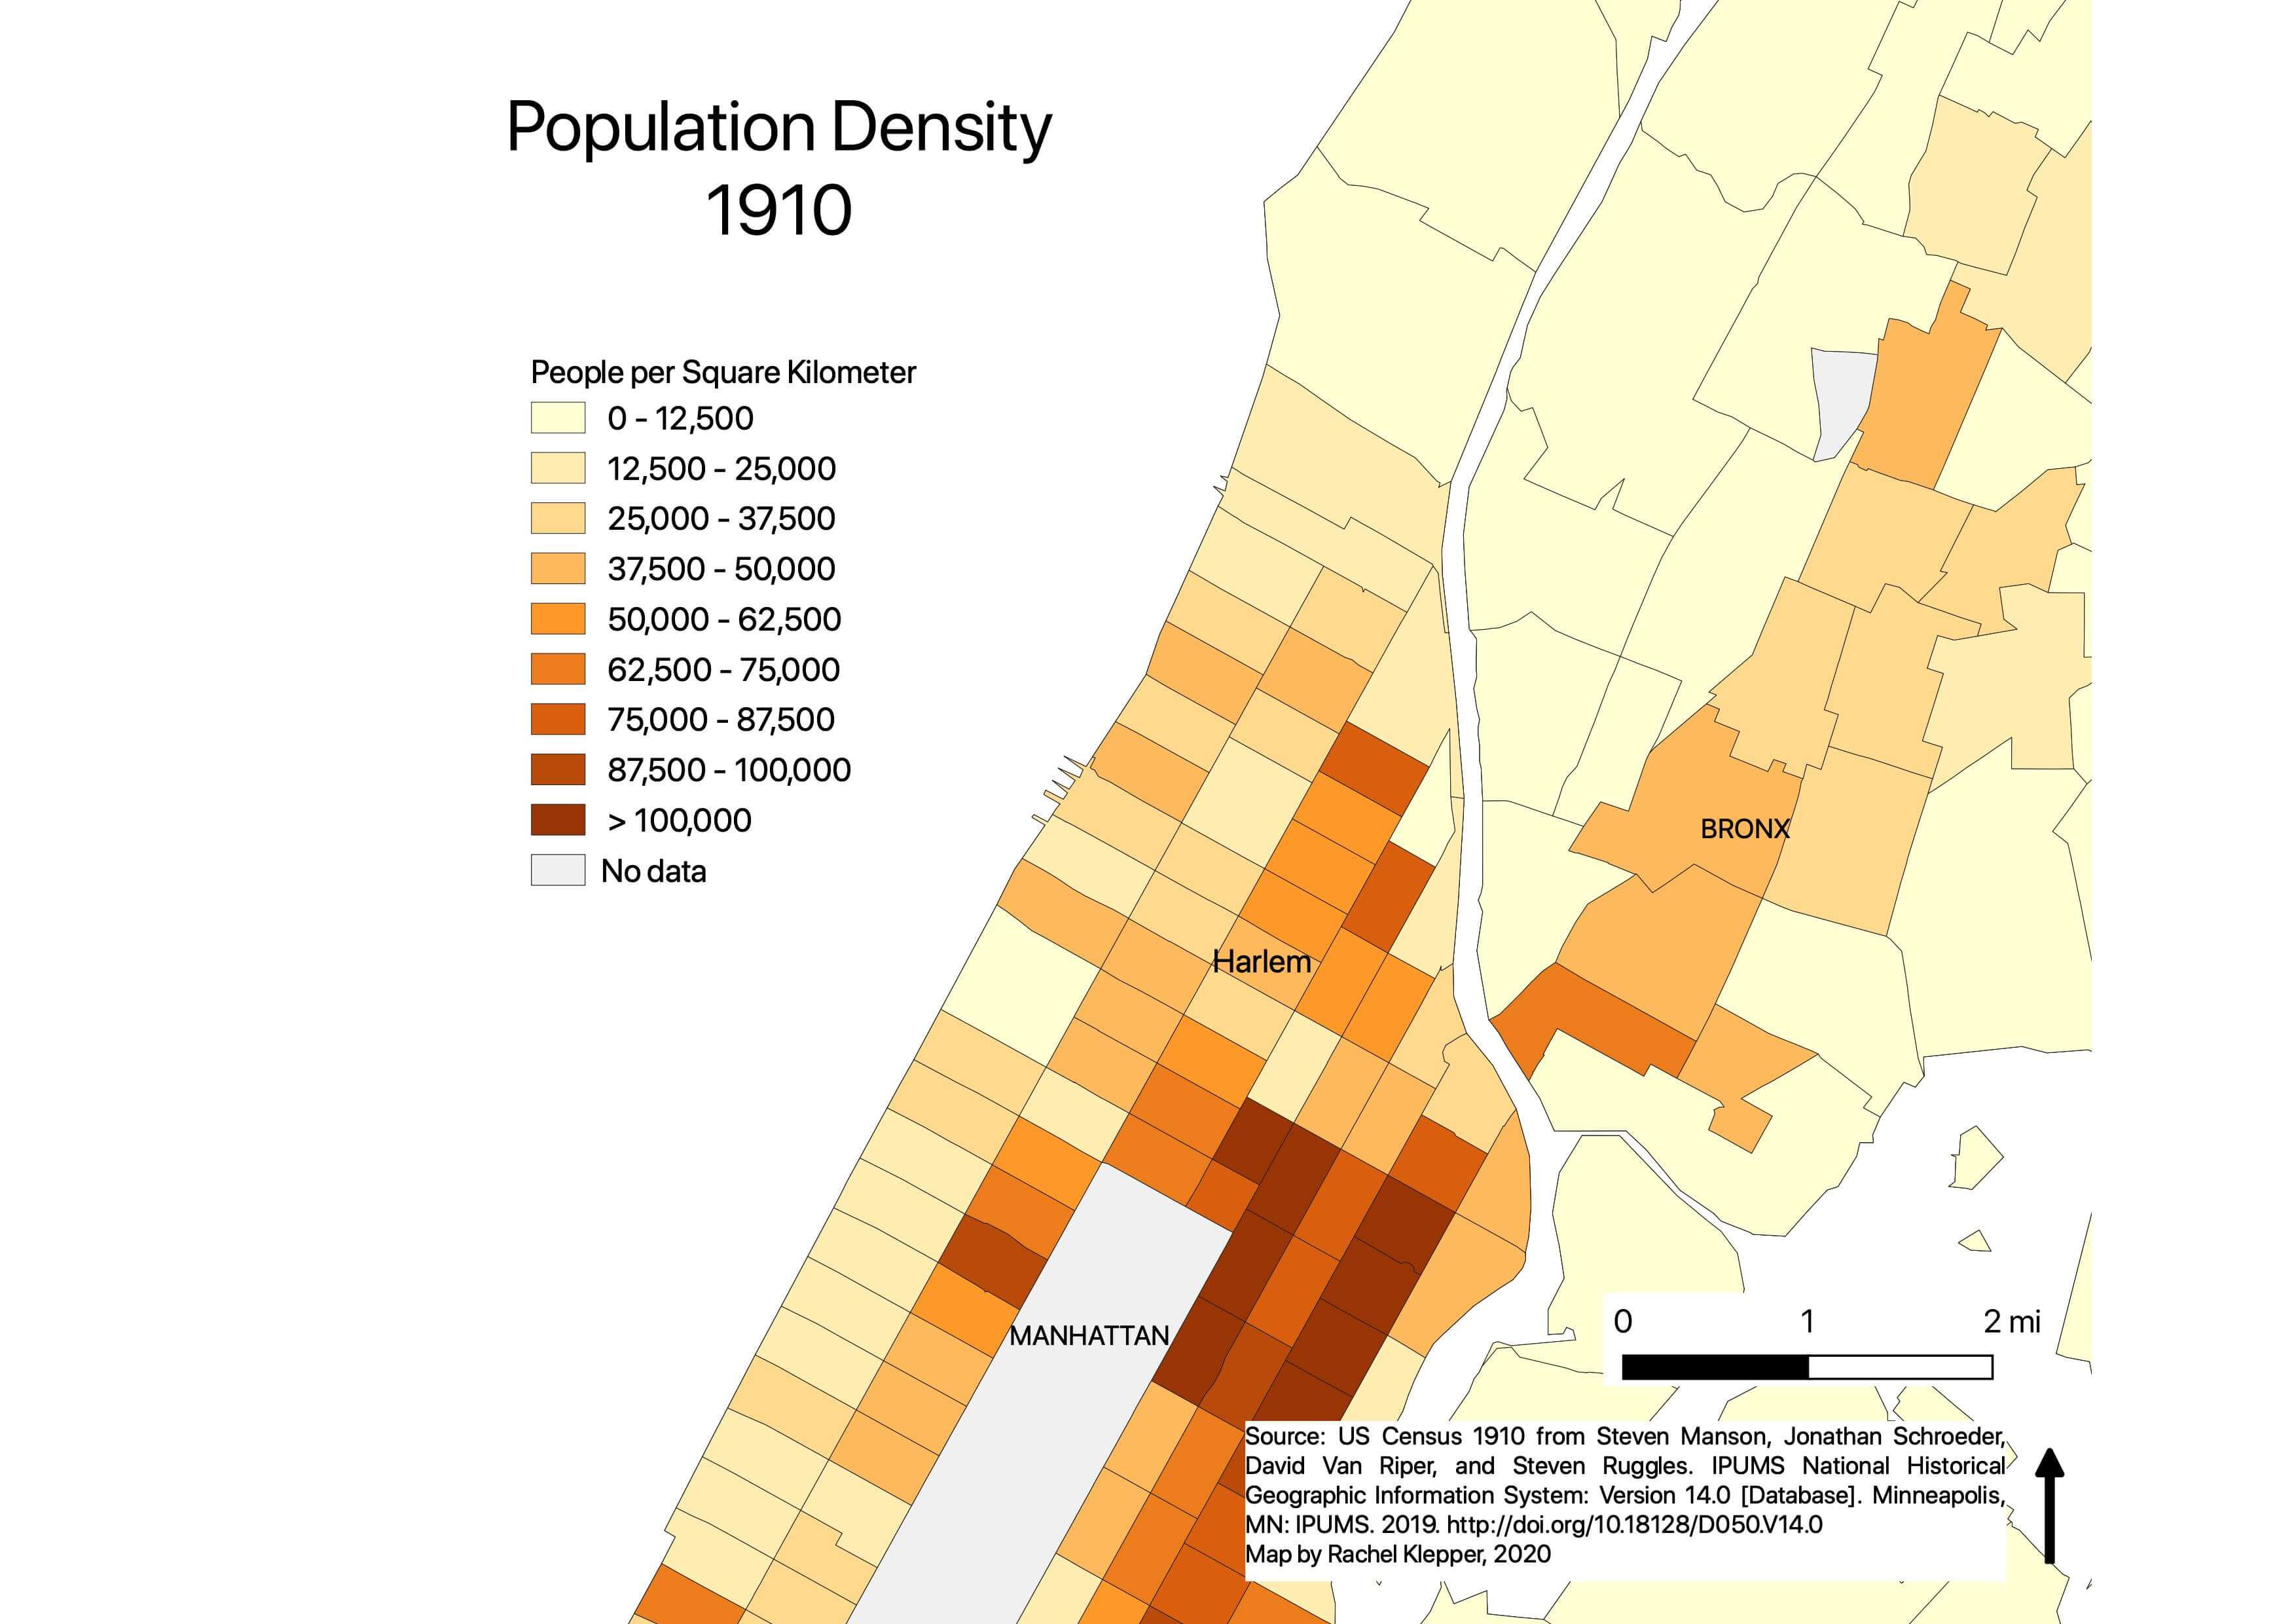 Population Density
1910
People per Square Kilometer
0 - 12,500
12,500 - 25,000
25,000 - 37,500
37,500 - 50,000
50,000 - 62,500
62,500 - 75,000
75,000 - 87,500
87,500 - 100,000
> 100,000
No data
BRONX
Harlem
MANHATTAN
0 1 2 mi
Source: US Census 1910 from Steven Manson, Jonathan Schroeder,
David Van Riper, and Steven Ruggles. IPUMS National Historical
Geographic Information System: Version 14.0 [Database]. Minneapolis,
MN: IPUMS. 2019. http://doi.org/10.18128/D050.V14.0
Map by Rachel Klepper, 2020